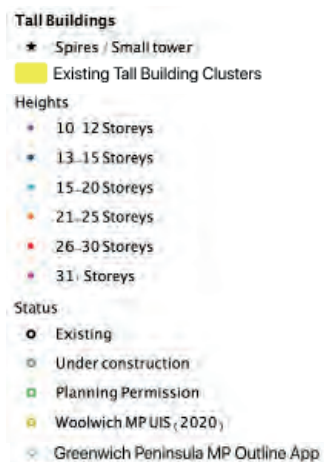 Tall Buildings
Spires / Small tower
Existing Tall Building Clusters
Heights
10 12 Storeys
13-15 Storeys
15-20 Storeys
21-25 Storeys
26-30 Storeys
31+ Storeys
Status
Existing
Under construction
Planning Permission
Woolwich MP UIS (2020)
Greenwich Peninsula MP Outline App